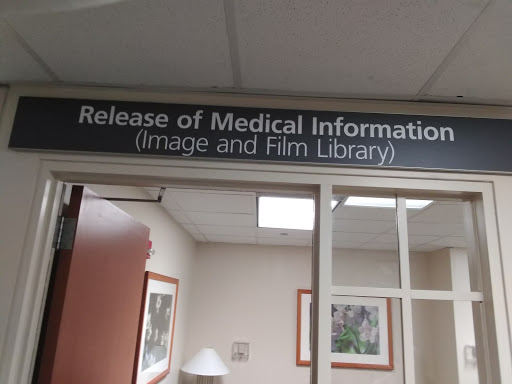 Release of Medical Information
(Image and Film Library)